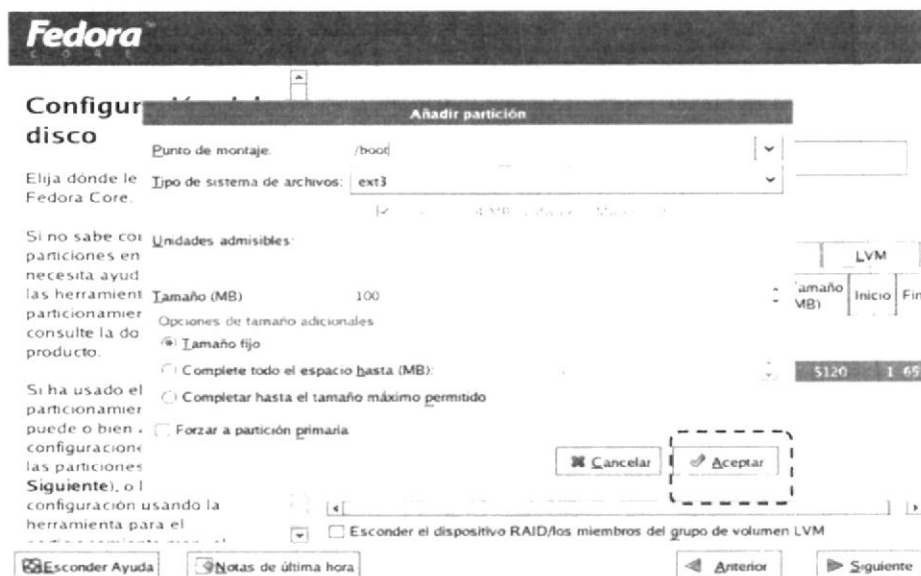 Fedora
CORE
Configur
disco
Elija dónde le
Fedora Core.
Si no sabe co
particiones en
necesita ayud
las herramient
particionamier
consulte la do
producto.
Si ha usado el
particionamier
puede o bien
configuracione
las particiones
Siguiente), o l
configuración usando la
herramienta para el
Añadir partición
Punto de montaje: /boot
Tipo de sistema de archivos: ext3
Unidades admisibles:
Tamaño (MB) 100
Opciones de tamaño adicionales
Tamaño fijo
Complete todo el espacio hasta (MB):
Completar hasta el tamaño máximo permitido
Forzar a partición primaria
Cancelar Aceptar
LVM
amaño
MB) Inicio Fin
5120 1 65
Esconder el dispositivo RAID/los miembros del grupo de volumen LVM
Esconder Ayuda Notas de última hora Anterior Siguiente